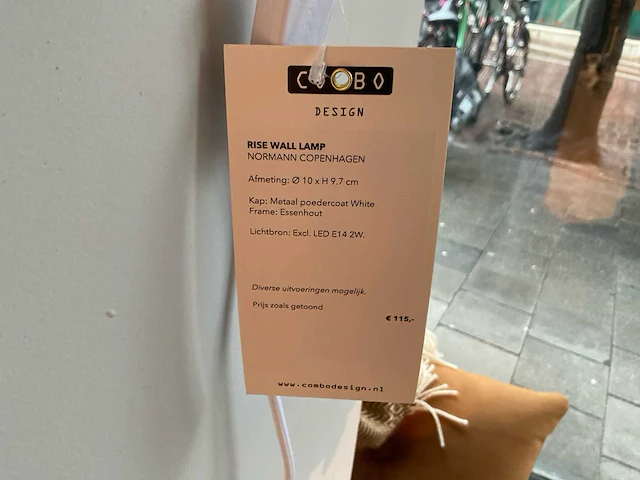 COMBO
DESIGN
RISE WALL LAMP
NORMANN COPENHAGEN
Afmeting: Ø 10 x H 9.7 cm
Kap: Metaal poedercoat White
Frame: Essenhout
Lichtbron: Excl. LED E14 2W.
Diverse uitvoeringen mogelijk.
Prijs zoals getoond
€ 115,-
www.combodesign.nl